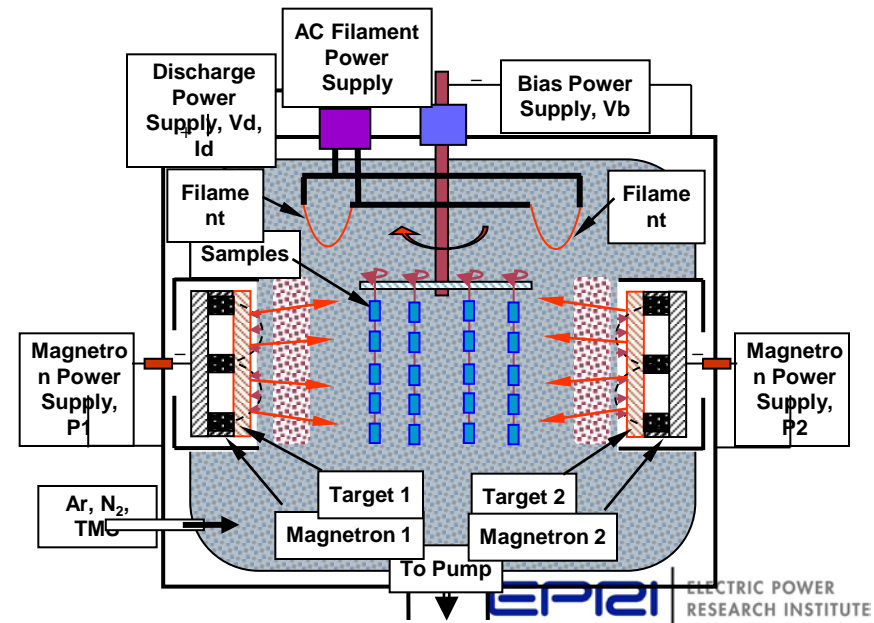 AC Filament
Power
Supply
Discharge
Power
Supply, Vd,
Id
+
–
Bias Power
Supply, Vb
Filame
nt
Filame
nt
Samples
Magnetro
n Power
Supply,
P1
–
–
Magnetro
n Power
Supply,
P2
Target 1
Target 2
Magnetron 1
Magnetron 2
Ar, N₂,
To Pump
EPRI
ELECTRIC POWER
RESEARCH INSTITUTE